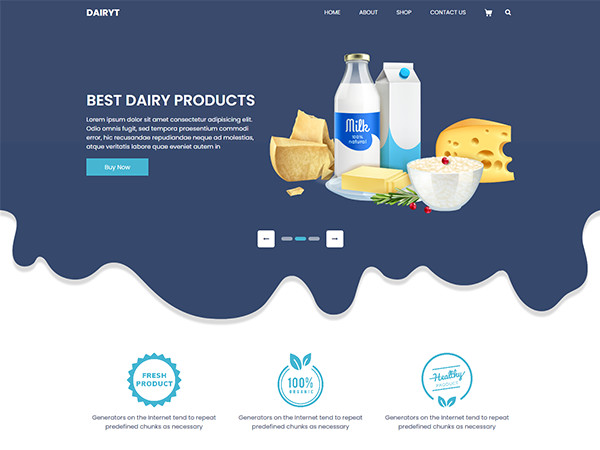 DAIRYT
HOME ABOUT SHOP CONTACT US
BEST DAIRY PRODUCTS
Lorem ipsum dolor sit amet consectetur adipisicing elit.
Odio omnis fugit, sed tempora praesentium commodi
error, hic recusandae repudiandae neque ad molestias,
atque veritatis labore quae eveniet autem in
Buy Now
Milk
100%
natural
FRESH
PRODUCT
100%
ORGANIC
Healthy
PRODUCT
Generators on the Internet tend to repeat
predefined chunks as necessary
Generators on the Internet tend to repeat
predefined chunks as necessary
Generators on the Internet tend to repeat
predefined chunks as necessary